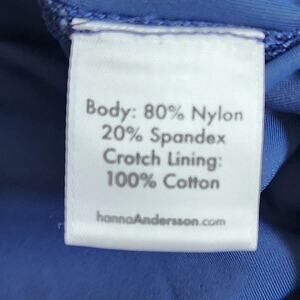 Body: 80% Nylon
20% Spandex
Crotch Lining:
100% Cotton
hannaAndersson.com